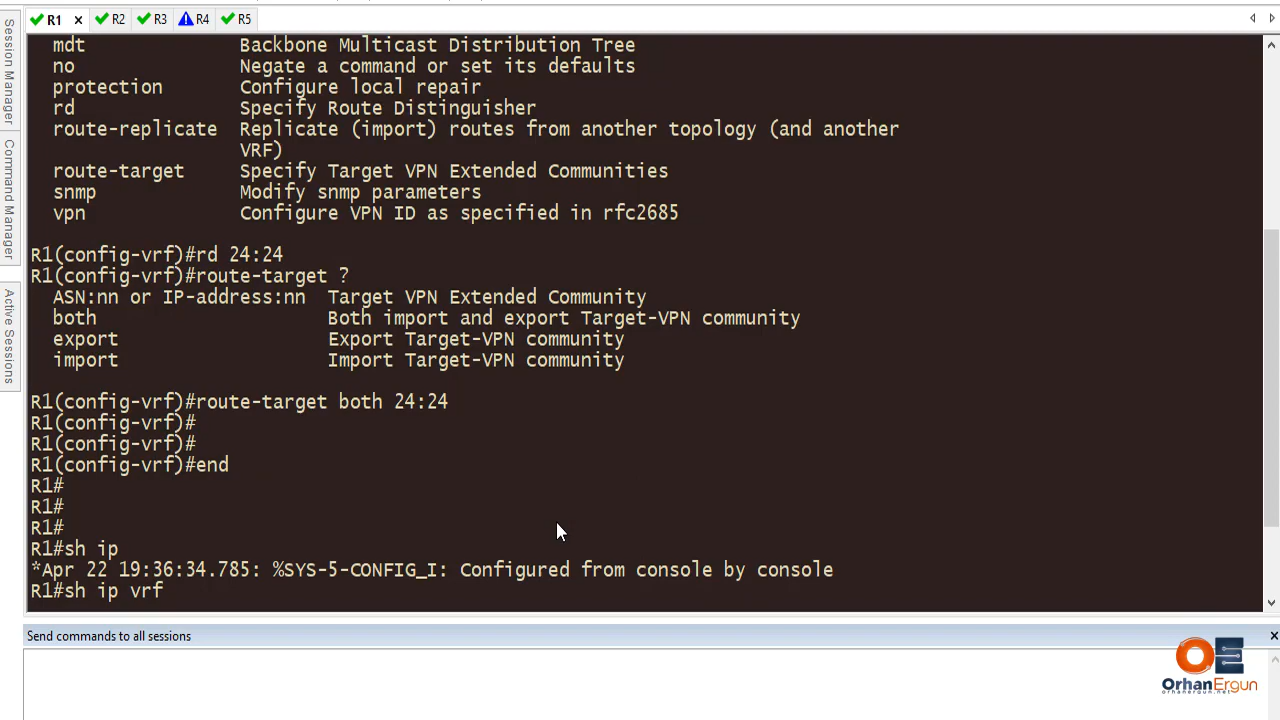 R1 × R2 R3 R4 R5
Session Manager
Command Manager
Active Sessions
mdt Backbone Multicast Distribution Tree
no Negate a command or set its defaults
protection Configure local repair
rd Specify Route Distinguisher
route-replicate Replicate (import) routes from another topology (and another
VRF)
route-target Specify Target VPN Extended Communities
snmp Modify snmp parameters
vpn Configure VPN ID as specified in rfc2685
R1(config-vrf)#rd 24:24
R1(config-vrf)#route-target ?
ASN:nn or IP-address:nn Target VPN Extended Community
both Both import and export Target-VPN community
export Export Target-VPN community
import Import Target-VPN community
R1(config-vrf)#route-target both 24:24
R1(config-vrf)#
R1(config-vrf)#
R1(config-vrf)#end
R1#
R1#
R1#
R1#sh ip
*Apr 22 19:36:34.785: %SYS-5-CONFIG_I: Configured from console by console
R1#sh ip vrf
Send commands to all sessions ×
OrhanErgun
orhanergun.net